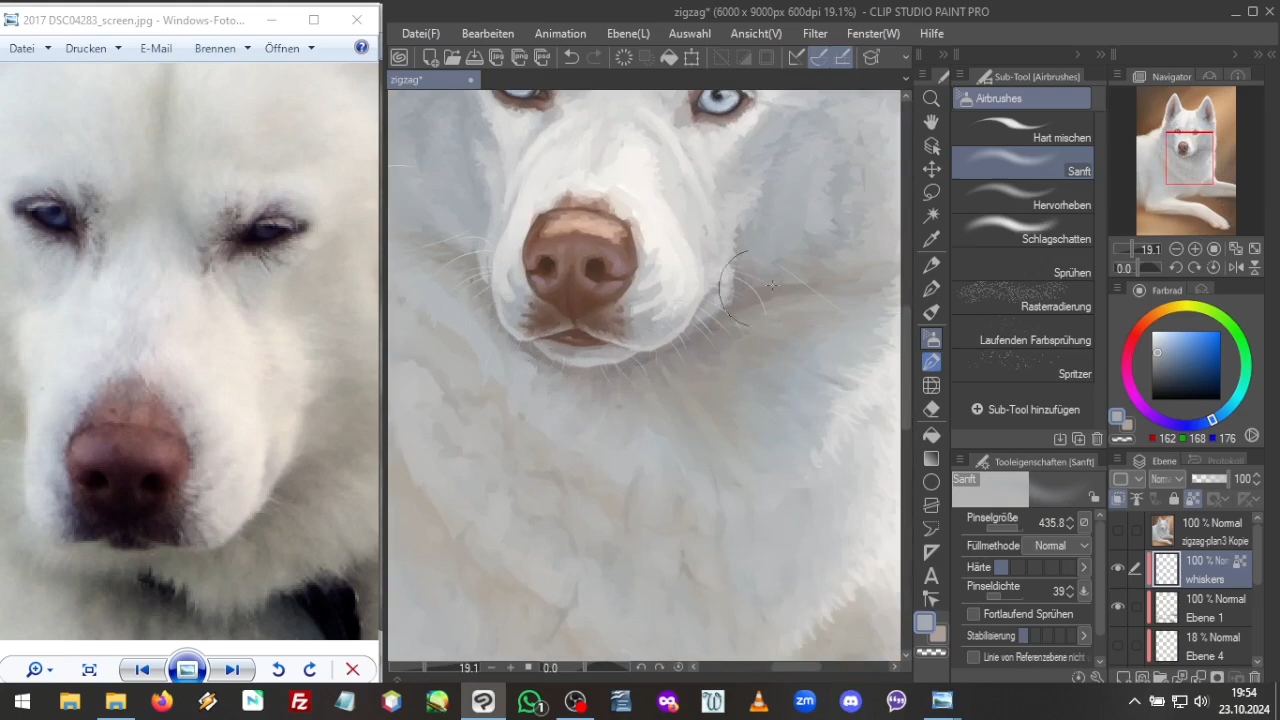 2017 DSC04283_screen.jpg - Windows-Foto...
Datei Drucken E-Mail Brennen Öffnen
zigzag* (6000 x 9000px 600dpi 19.1%) - CLIP STUDIO PAINT PRO
Datei(F) Bearbeiten Animation Ebene(L) Auswahl Ansicht(V) Filter Fenster(W) Hilfe
zigzag*
Sub-Tool [Airbrushes]
Airbrushes
Hart mischen
Sanft
Hervorheben
Schlagschatten
Sprühen
Rasterradierung
Laufenden Farbsprühung
Spritzer
Sub-Tool hinzufügen
Tooleigenschaften [Sanft]
Sanft
Pinselgröße 435.8
Füllmethode Normal
Härte
Pinseldichte 39
Fortlaufend Sprühen
Stabilisierung
Linie von Referenzebene nicht
Navigator
19.1
0.0
Farbrad
162 168 176
Ebene Protokoll
100
100 % Normal
zigzag-plan3 Kopie
whiskers
100 % Normal
Ebene 1
18 % Normal
Ebene 4
19.1 0.0
19:54
23.10.2024